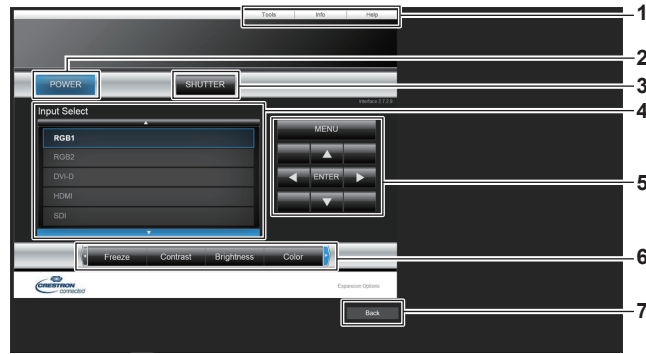 Tools Info Help 1
2
POWER SHUTTER 3
Interface 2.7.2.9
4
Input Select
MENU
RGB1
RGB2
DVI-D ENTER 5
HDMI
SDI
Freeze Contrast Brightness Color 6
CRESTRON
connected
Expansion Options
Back 7